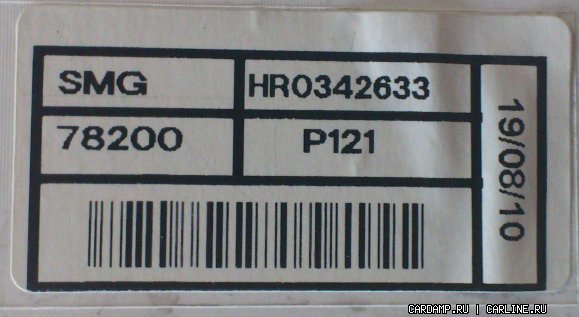 SMG
HR0342633
78200
P121
19/08/10
CARDAMP.RU | CARLINE.RU